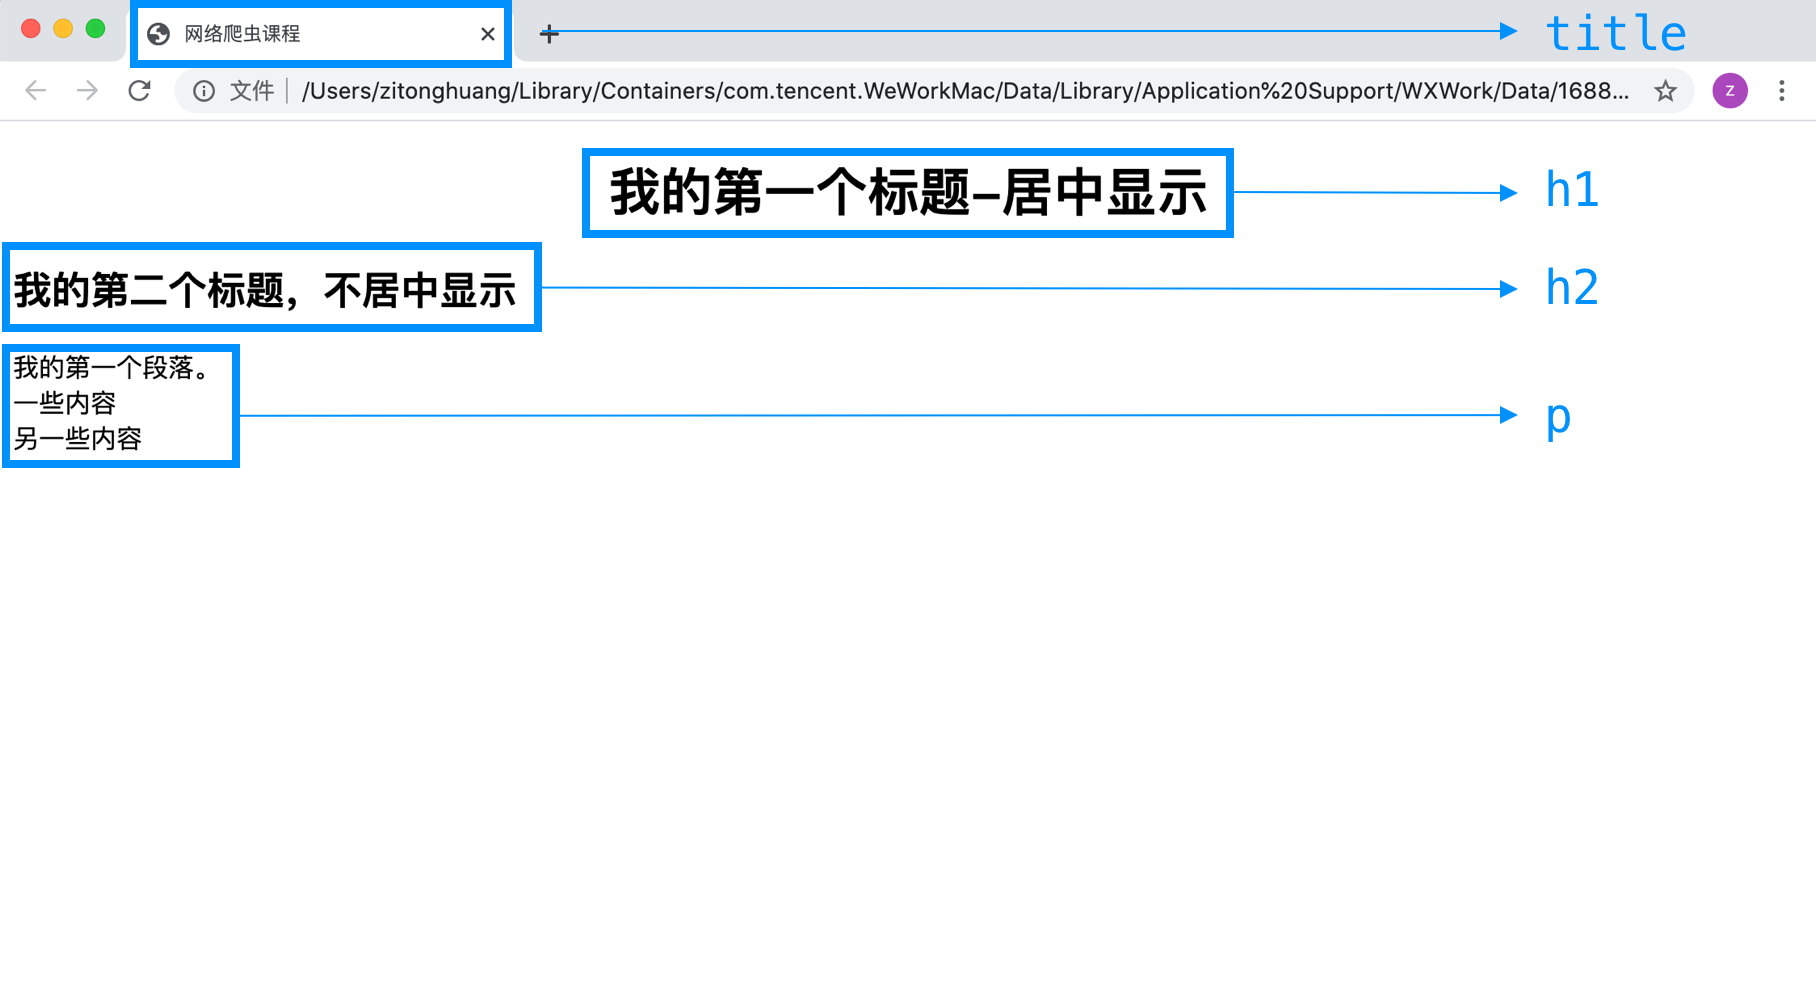 网络爬虫课程
title
文件
/Users/zitonghuang/Library/Containers/com.tencent.WeWorkMac/Data/Library/Application%20Support/WXWork/Data/1688...
z
我的第一个标题-居中显示
h1
我的第二个标题，不居中显示
h2
我的第一个段落。
一些内容
另一些内容
p